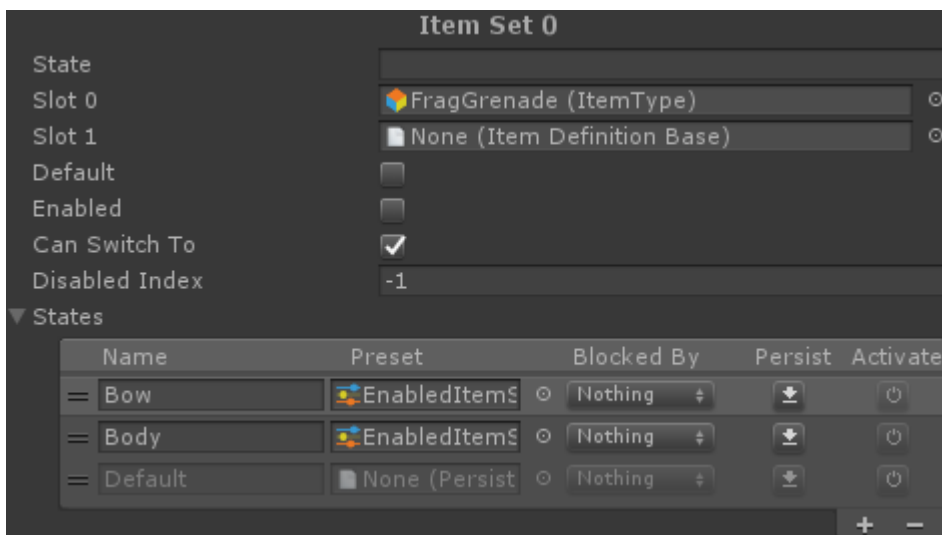 Item Set 0
State
Slot 0 FragGrenade (ItemType)
Slot 1 None (Item Definition Base)
Default
Enabled
Can Switch To
Disabled Index -1
States
Name Preset Blocked By Persist Activate
Bow EnabledItemS Nothing
Body EnabledItemS Nothing
Default None (Persist Nothing
+ −